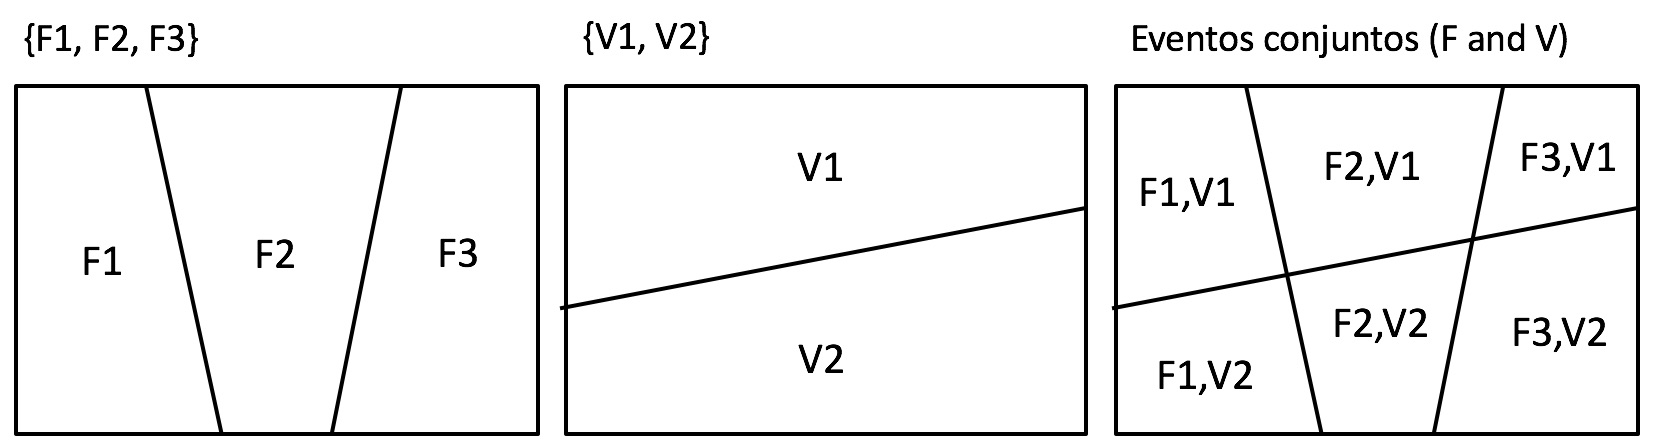 {F1, F2, F3}
F1
F2
F3
{V1, V2}
V1
V2
Eventos conjuntos (F and V)
F1,V1
F2,V1
F3,V1
F1,V2
F2,V2
F3,V2